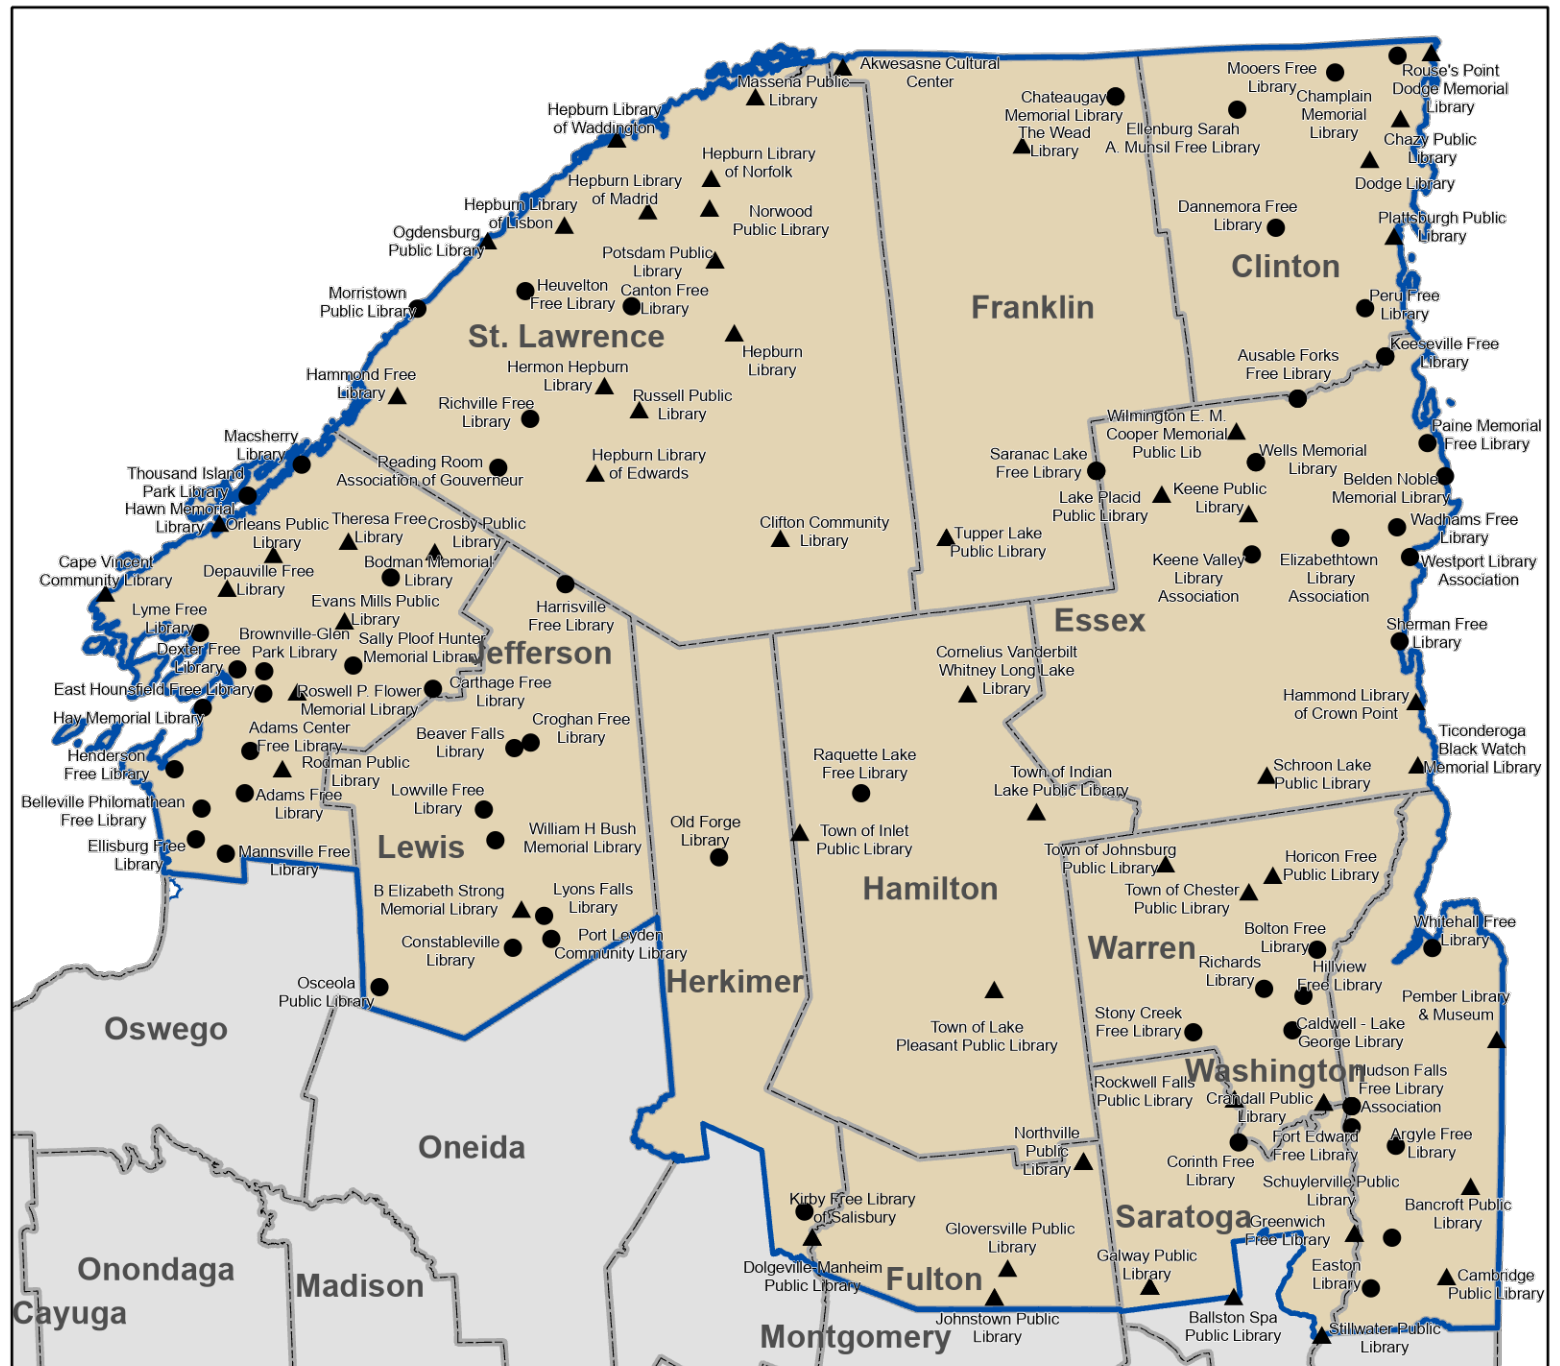 Akwesasne Cultural
Center
Massena Public
Library
Mooers Free
Library
Rouse's Point
Dodge Memorial
Library
Champlain
Memorial
Library
Chateaugay
Memorial Library
The Wead
Library
Ellenburg Sarah
A. Munsil Free Library
Hepburn Library
of Waddington
Chazy Public
Library
Dodge Library
Hepburn Library
of Norfolk
Hepburn Library
of Madrid
Hepburn Library
of Lisbon
Norwood
Public Library
Dannemora Free
Library
Plattsburgh Public
Library
Ogdensburg
Public Library
Potsdam Public
Library
Clinton
Heuvelton
Free Library
Canton Free
Library
Morristown
Public Library
Franklin
Peru Free
Library
St. Lawrence
Hepburn
Library
Ausable Forks
Free Library
Keeseville Free
Library
Hermon Hepburn
Library
Hammond Free
Library
Russell Public
Library
Richville Free
Library
Wilmington E. M.
Cooper Memorial
Public Lib
Paine Memorial
Free Library
Macsherry
Library
Reading Room
Association of Gouverneur
Hepburn Library
of Edwards
Saranac Lake
Free Library
Wells Memorial
Library
Thousand Island
Park Library
Lake Placid
Public Library
Keene Public
Library
Belden Noble
Memorial Library
Hawn Memorial
Library
Orleans Public
Library
Theresa Free
Library
Crosby Public
Library
Clifton Community
Library
Tupper Lake
Public Library
Wadhams Free
Library
Cape Vincent
Community Library
Depauville Free
Library
Bodman Memorial
Library
Keene Valley
Library
Association
Elizabethtown
Library
Association
Westport Library
Association
Lyme Free
Library
Evans Mills Public
Library
Harrisville
Free Library
Essex
Sherman Free
Library
Dexter Free
Library
Brownville-Glen
Park Library
Sally Ploof Hunter
Memorial Library
Jefferson
Cornelius Vanderbilt
Whitney Long Lake
Library
East Hounsfield Free Library
Roswell P. Flower
Memorial Library
Carthage Free
Library
Hammond Library
of Crown Point
Hay Memorial Library
Adams Center
Free Library
Beaver Falls
Library
Croghan Free
Library
Ticonderoga
Black Watch
Memorial Library
Henderson
Free Library
Rodman Public
Library
Raquette Lake
Free Library
Town of Indian
Lake Public Library
Schroon Lake
Public Library
Belleville Philomathean
Free Library
Adams Free
Library
Lowville Free
Library
Old Forge
Library
Town of Inlet
Public Library
Ellisburg Free
Library
Mannsville Free
Library
Lewis
William H Bush
Memorial Library
Town of Johnsburg
Public Library
Horicon Free
Public Library
Town of Chester
Public Library
Hamilton
B Elizabeth Strong
Memorial Library
Lyons Falls
Library
Constableville
Library
Port Leyden
Community Library
Warren
Bolton Free
Library
Whitehall Free
Library
Richards
Library
Hillview
Free Library
Osceola
Public Library
Herkimer
Pember Library
& Museum
Oswego
Town of Lake
Pleasant Public Library
Stony Creek
Free Library
Caldwell - Lake
George Library
Washington
Rockwell Falls
Public Library
Crandall Public
Library
Hudson Falls
Free Library
Association
Oneida
Northville
Public
Library
Fort Edward
Free Library
Argyle Free
Library
Corinth Free
Library
Schuylerville Public
Library
Bancroft Public
Library
Kirby Free Library
of Salisbury
Saratoga
Greenwich
Free Library
Gloversville Public
Library
Onondaga
Madison
Dolgeville-Manheim
Public Library
Fulton
Galway Public
Library
Easton
Library
Cambridge
Public Library
Cayuga
Montgomery
Johnstown Public
Library
Ballston Spa
Public Library
Stillwater Public
Library